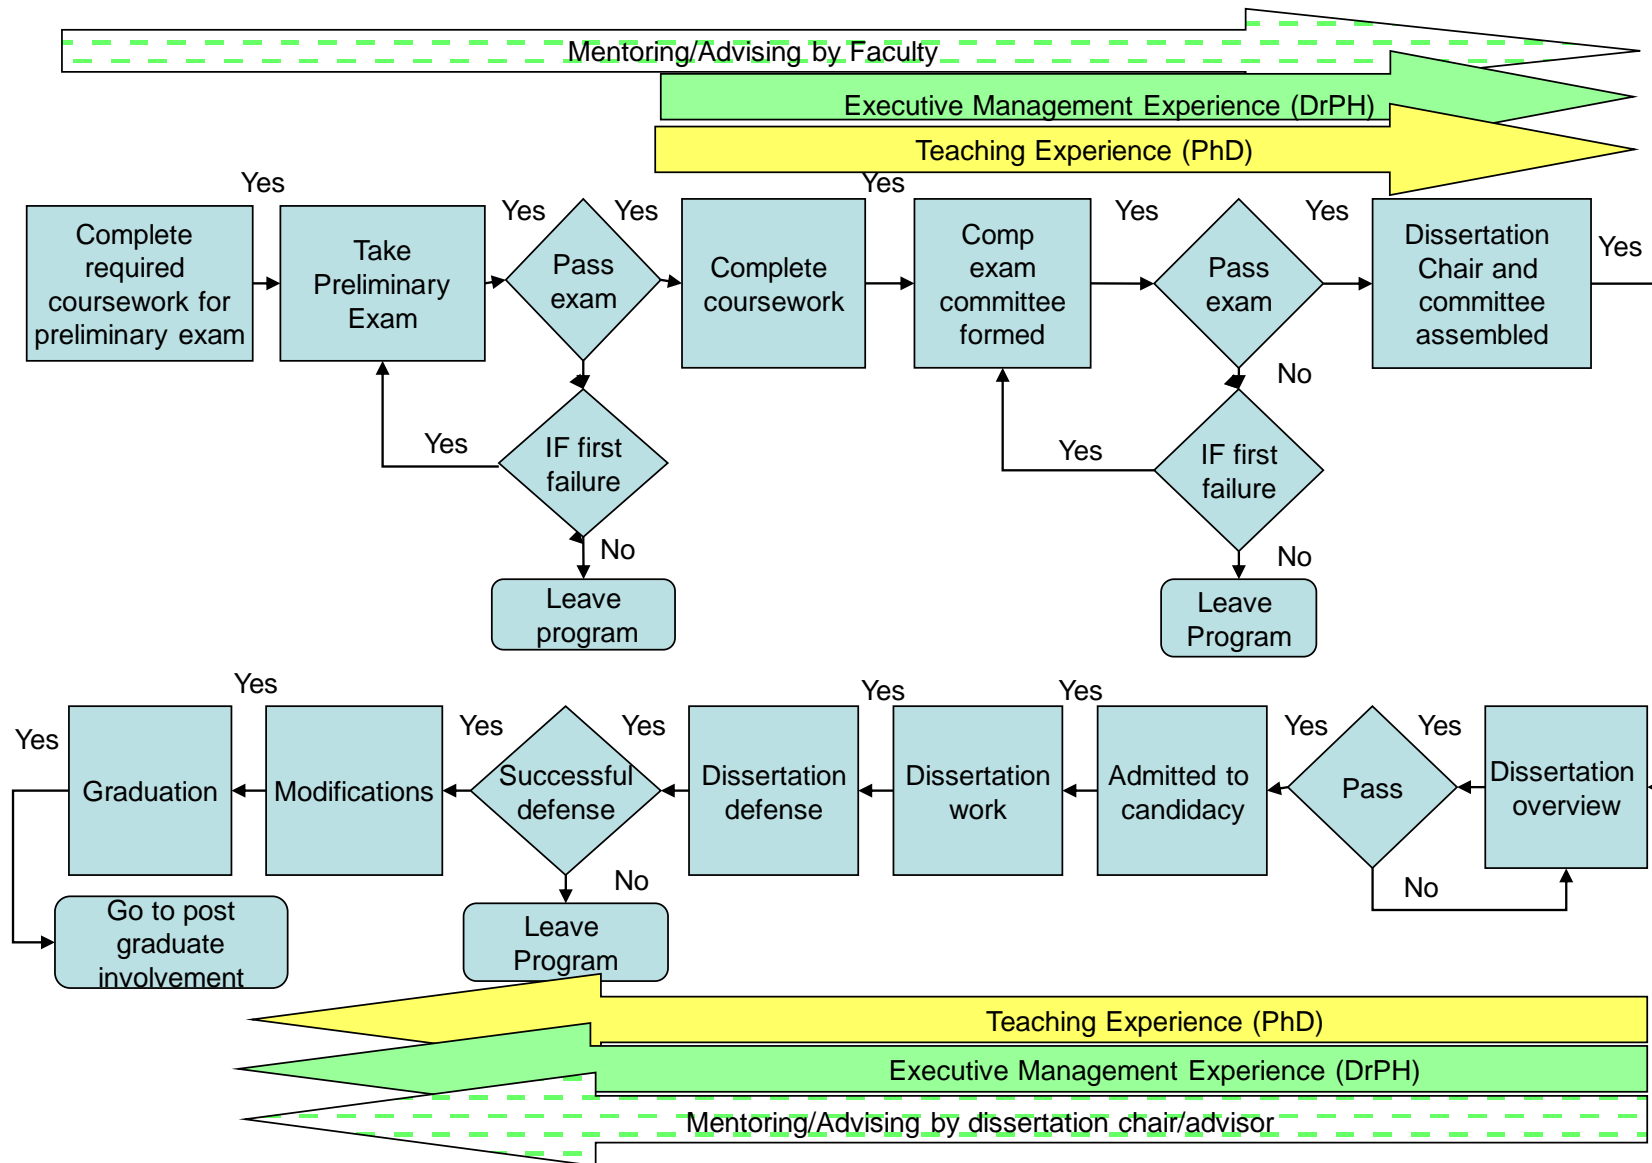 Mentoring/Advising by Faculty
Executive Management Experience (DrPH)
Teaching Experience (PhD)
Yes
Yes
Yes
Yes
Yes
Yes
Yes
Complete
required
coursework for
preliminary exam
Take
Preliminary
Exam
Pass
exam
Complete
coursework
Comp
exam
committee
formed
Pass
exam
Dissertation
Chair and
committee
assembled
No
Yes
IF first
failure
Yes
IF first
failure
No
No
Leave
program
Leave
Program
Yes
Yes
Yes
Yes
Yes
Yes
Yes
Yes
Yes
Graduation
Modifications
Successful
defense
Dissertation
defense
Dissertation
work
Admitted to
candidacy
Pass
Dissertation
overview
No
No
Go to post
graduate
involvement
Leave
Program
Teaching Experience (PhD)
Executive Management Experience (DrPH)
Mentoring/Advising by dissertation chair/advisor